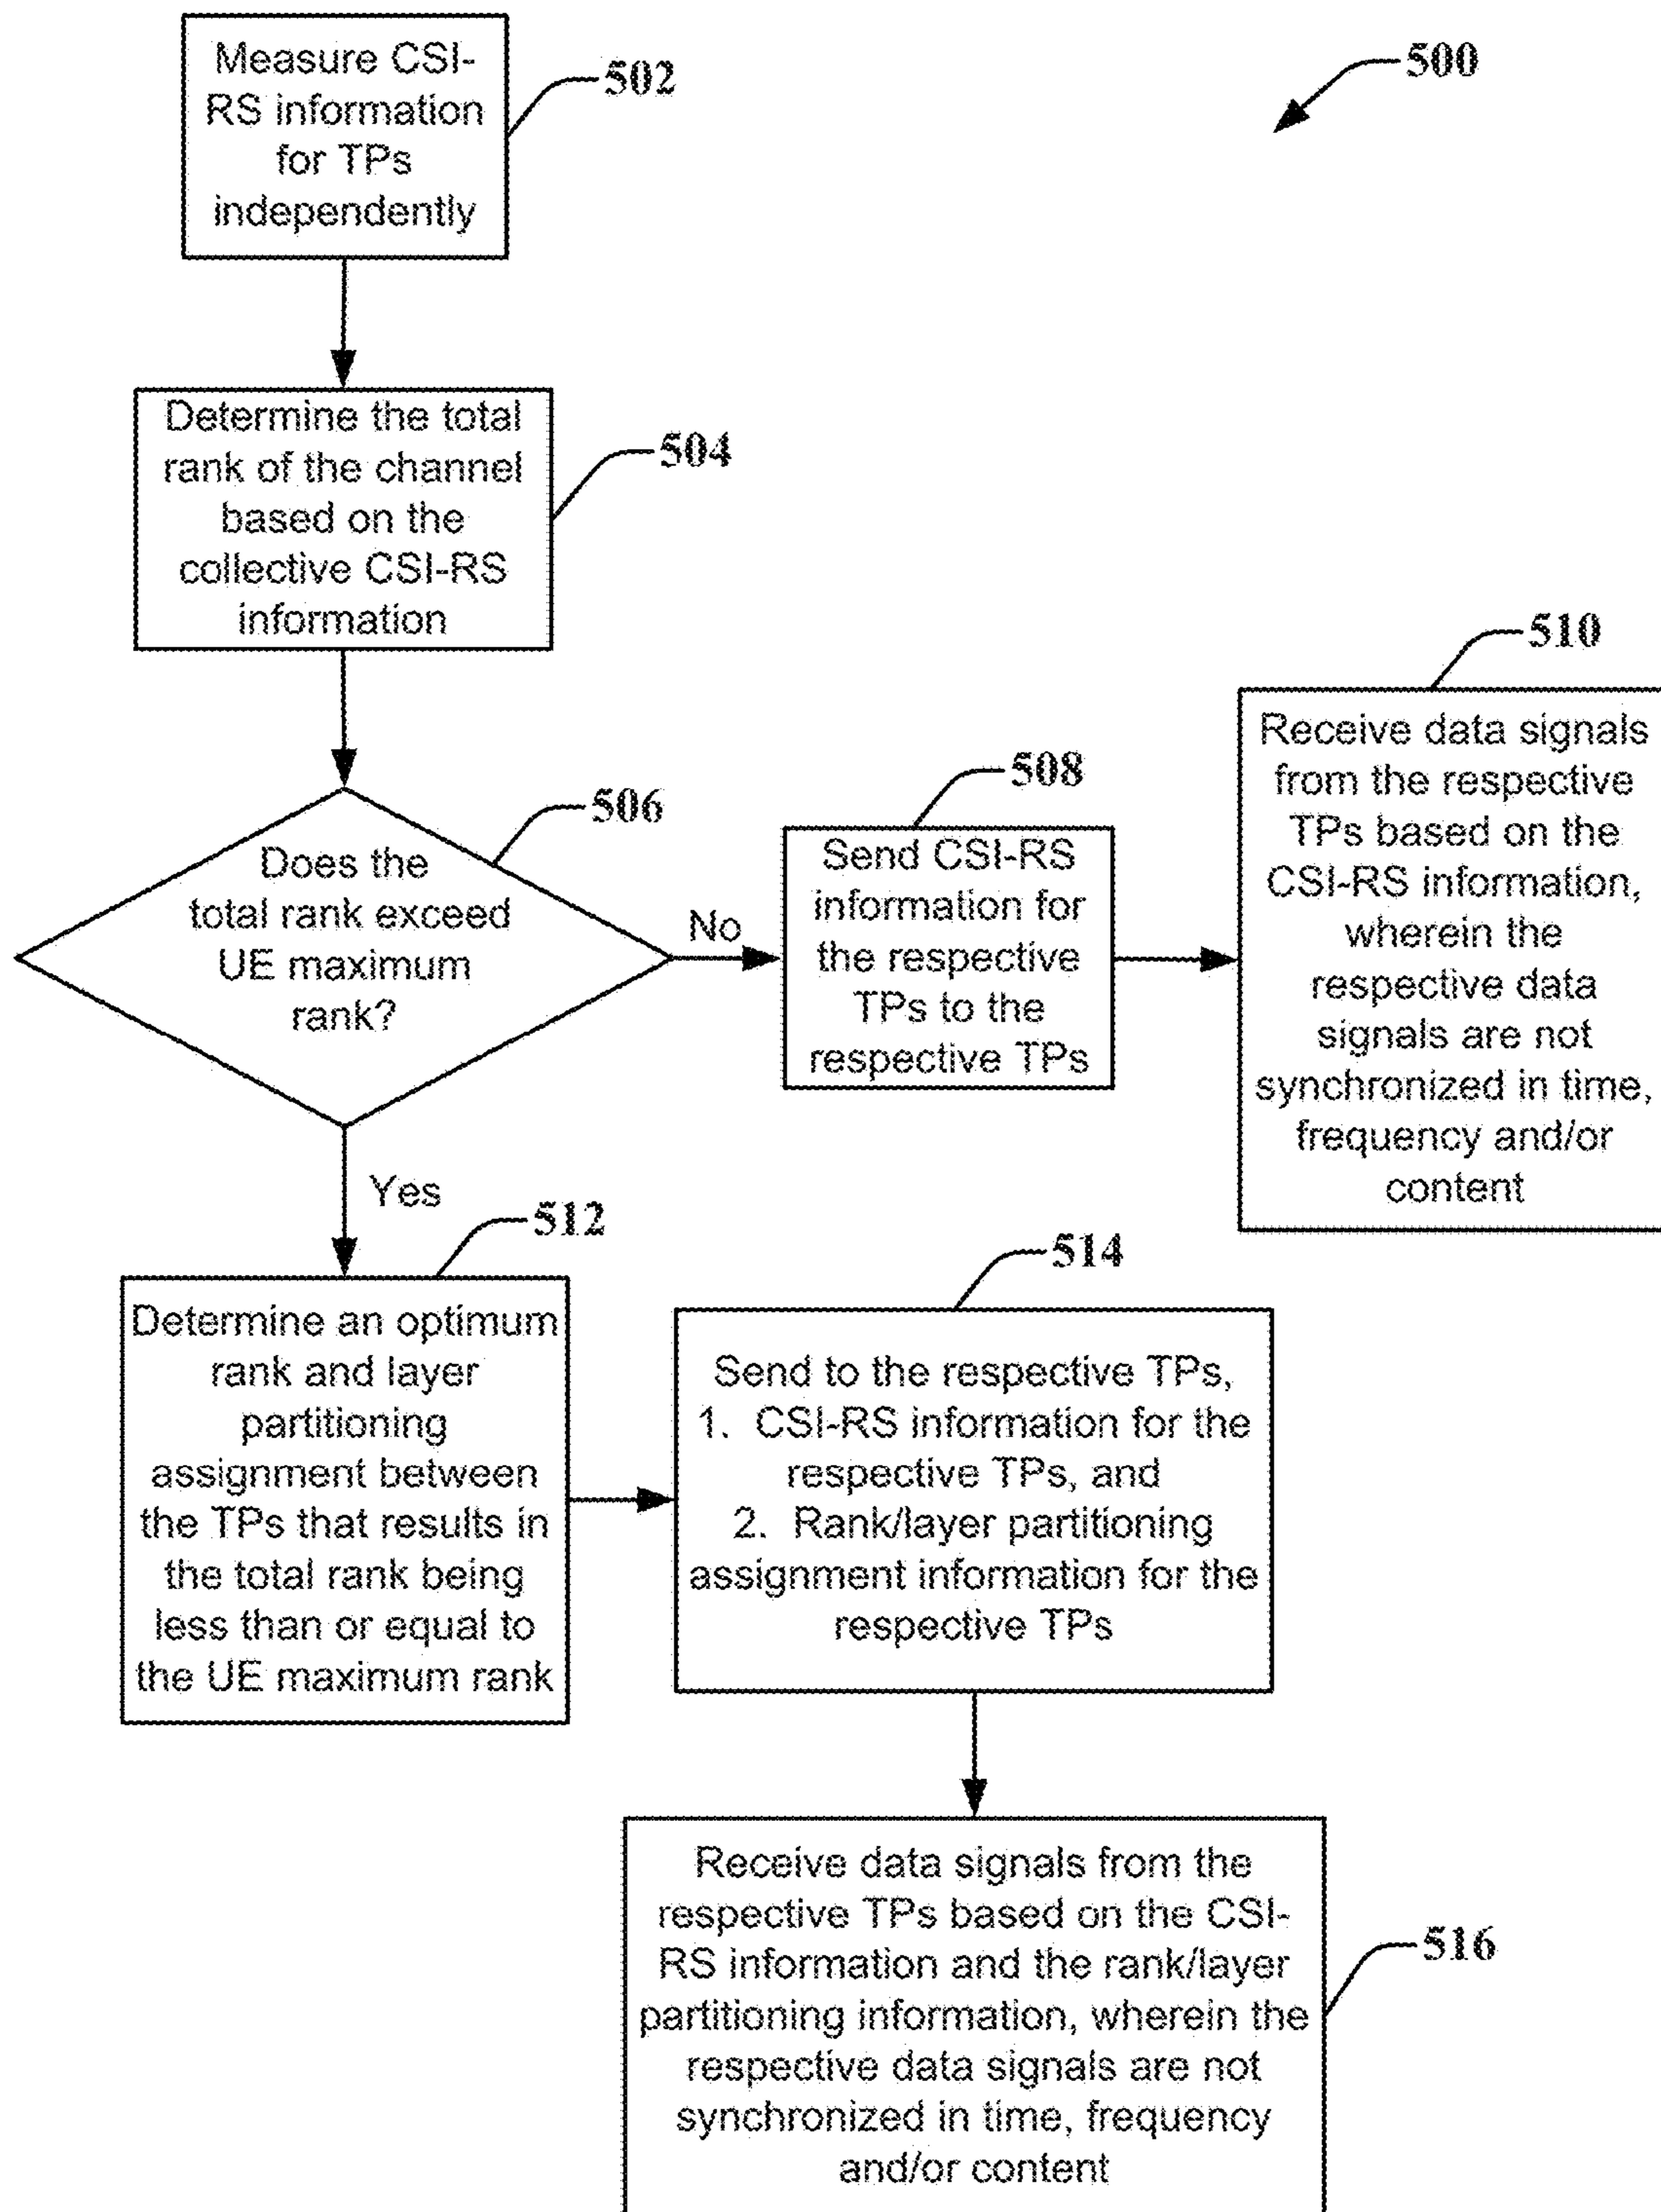 Measure CSI-
RS information
for TPs
independently
502
500
Determine the total
rank of the channel
based on the
collective CSI-RS
information
504
Does the
total rank exceed
UE maximum
rank?
506
No
Send CSI-RS
information for
the respective
TPs to the
respective TPs
508
Receive data signals
from the respective
TPs based on the
CSI-RS information,
wherein the
respective data
signals are not
synchronized in time,
frequency and/or
content
510
Yes
Determine an optimum
rank and layer
partitioning
assignment between
the TPs that results in
the total rank being
less than or equal to
the UE maximum rank
512
Send to the respective TPs,
1. CSI-RS information for the
respective TPs, and
2. Rank/layer partitioning
assignment information for the
respective TPs
514
Receive data signals from the
respective TPs based on the CSI-
RS information and the rank/layer
partitioning information, wherein the
respective data signals are not
synchronized in time, frequency
and/or content
516